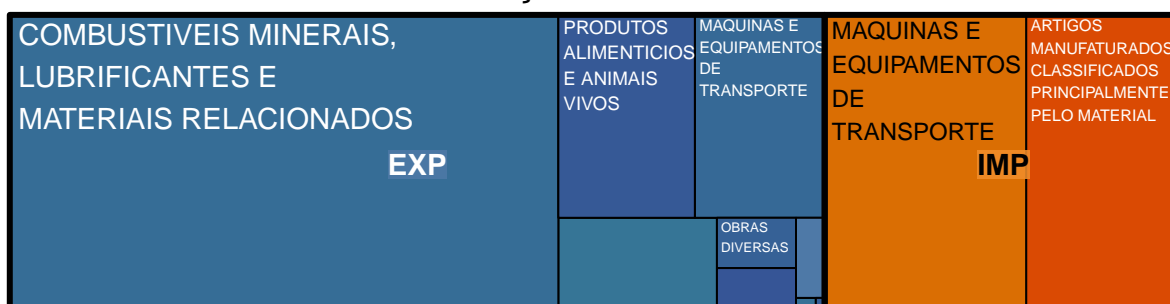 COMBUSTIVEIS MINERAIS,
LUBRIFICANTES E
MATERIAIS RELACIONADOS
EXP
PRODUTOS
ALIMENTICIOS
E ANIMAIS
VIVOS
MAQUINAS E
EQUIPAMENTOS
DE
TRANSPORTE
OBRAS
DIVERSAS
MAQUINAS E
EQUIPAMENTOS
DE
TRANSPORTE
IMP
ARTIGOS
MANUFATURADOS
CLASSIFICADOS
PRINCIPALMENTE
PELO MATERIAL